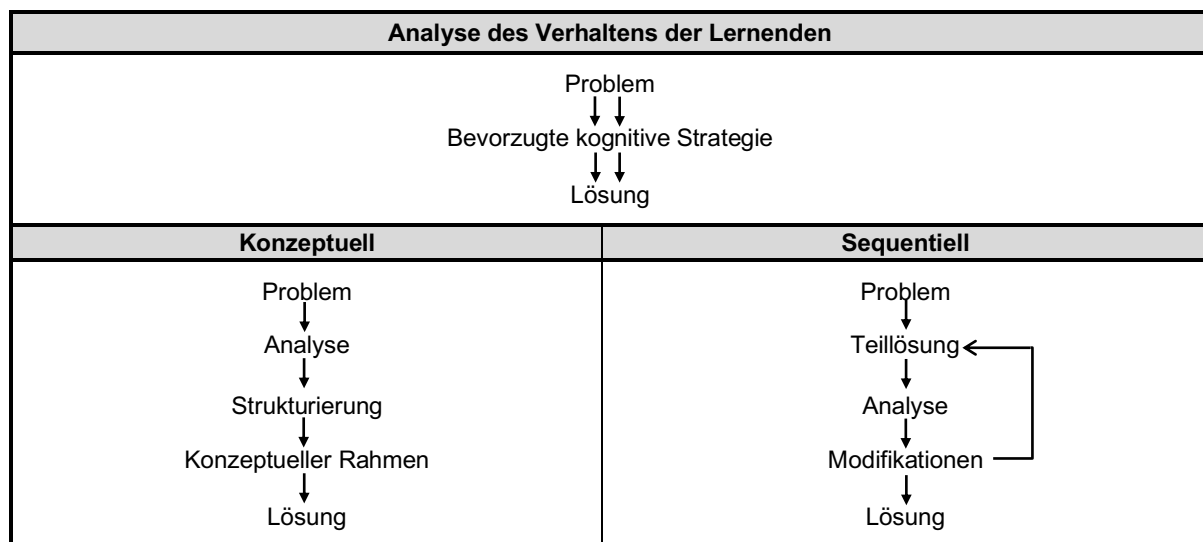 Analyse des Verhaltens der Lernenden
Problem
Bevorzugte kognitive Strategie
Lösung
Konzeptuell
Problem
Analyse
Strukturierung
Konzeptueller Rahmen
Lösung
Sequentiell
Problem
Teillösung
Analyse
Modifikationen
Lösung